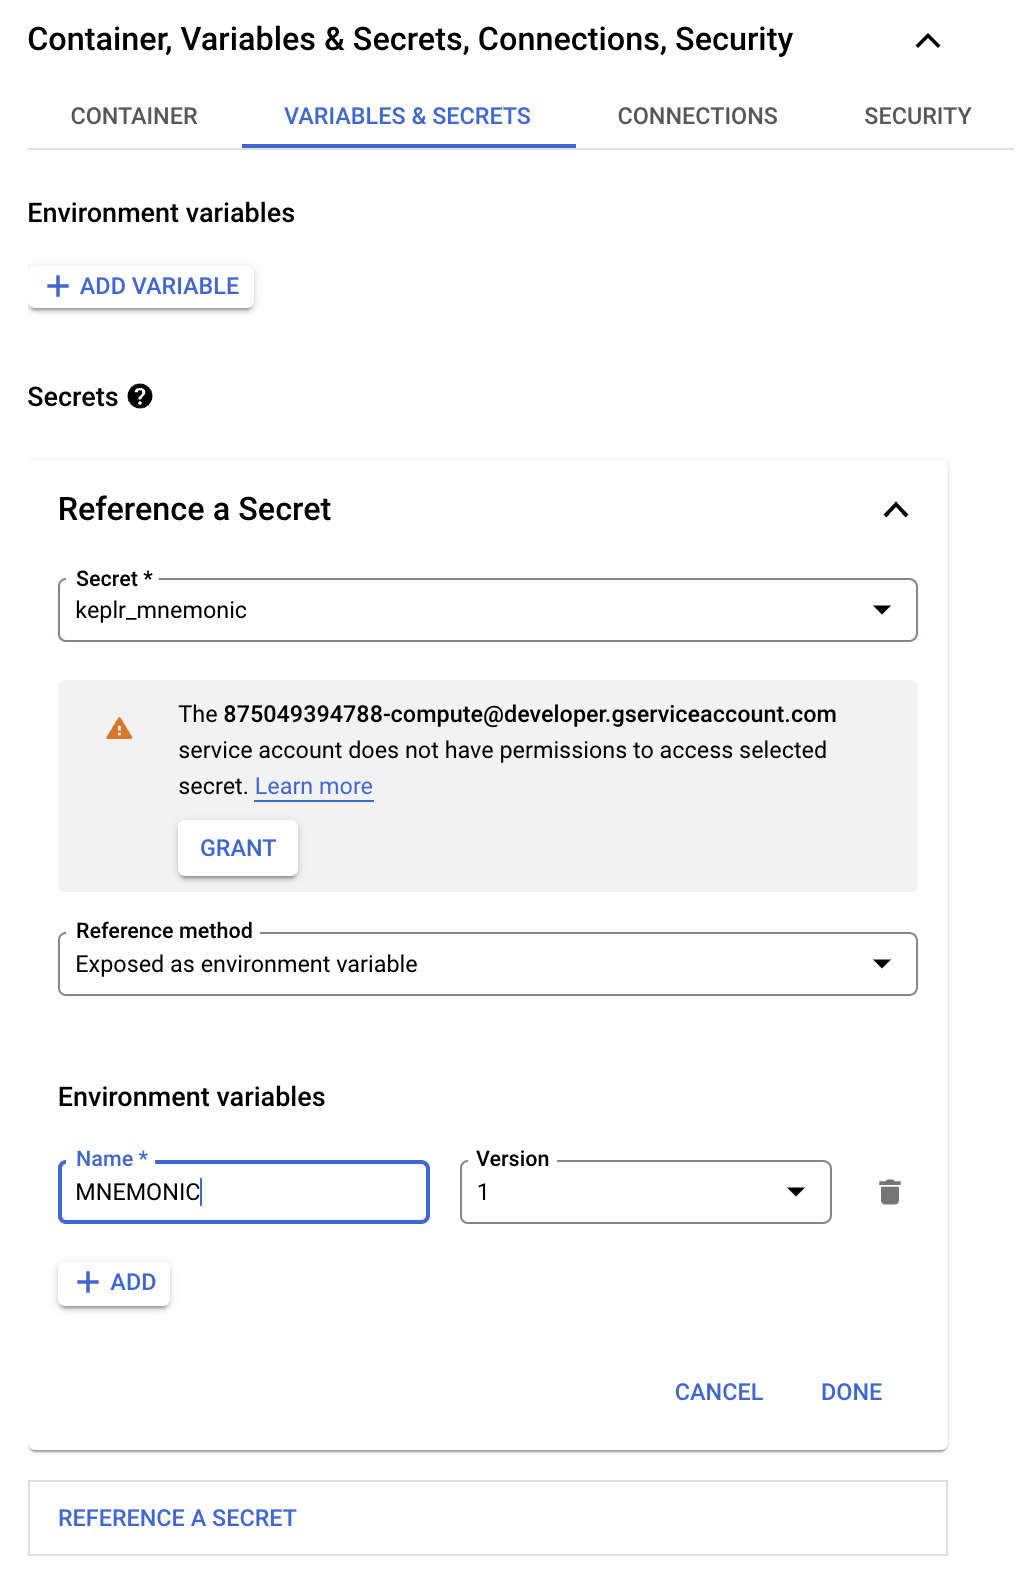 Container, Variables & Secrets, Connections, Security
CONTAINER VARIABLES & SECRETS CONNECTIONS SECURITY
Environment variables
ADD VARIABLE
Secrets
Reference a Secret
Secret *
keplr_mnemonic
The 875049394788-compute@developer.gserviceaccount.com
service account does not have permissions to access selected
secret. Learn more
GRANT
Reference method
Exposed as environment variable
Environment variables
Name * Version
MNEMONIC 1
ADD
CANCEL DONE
REFERENCE A SECRET